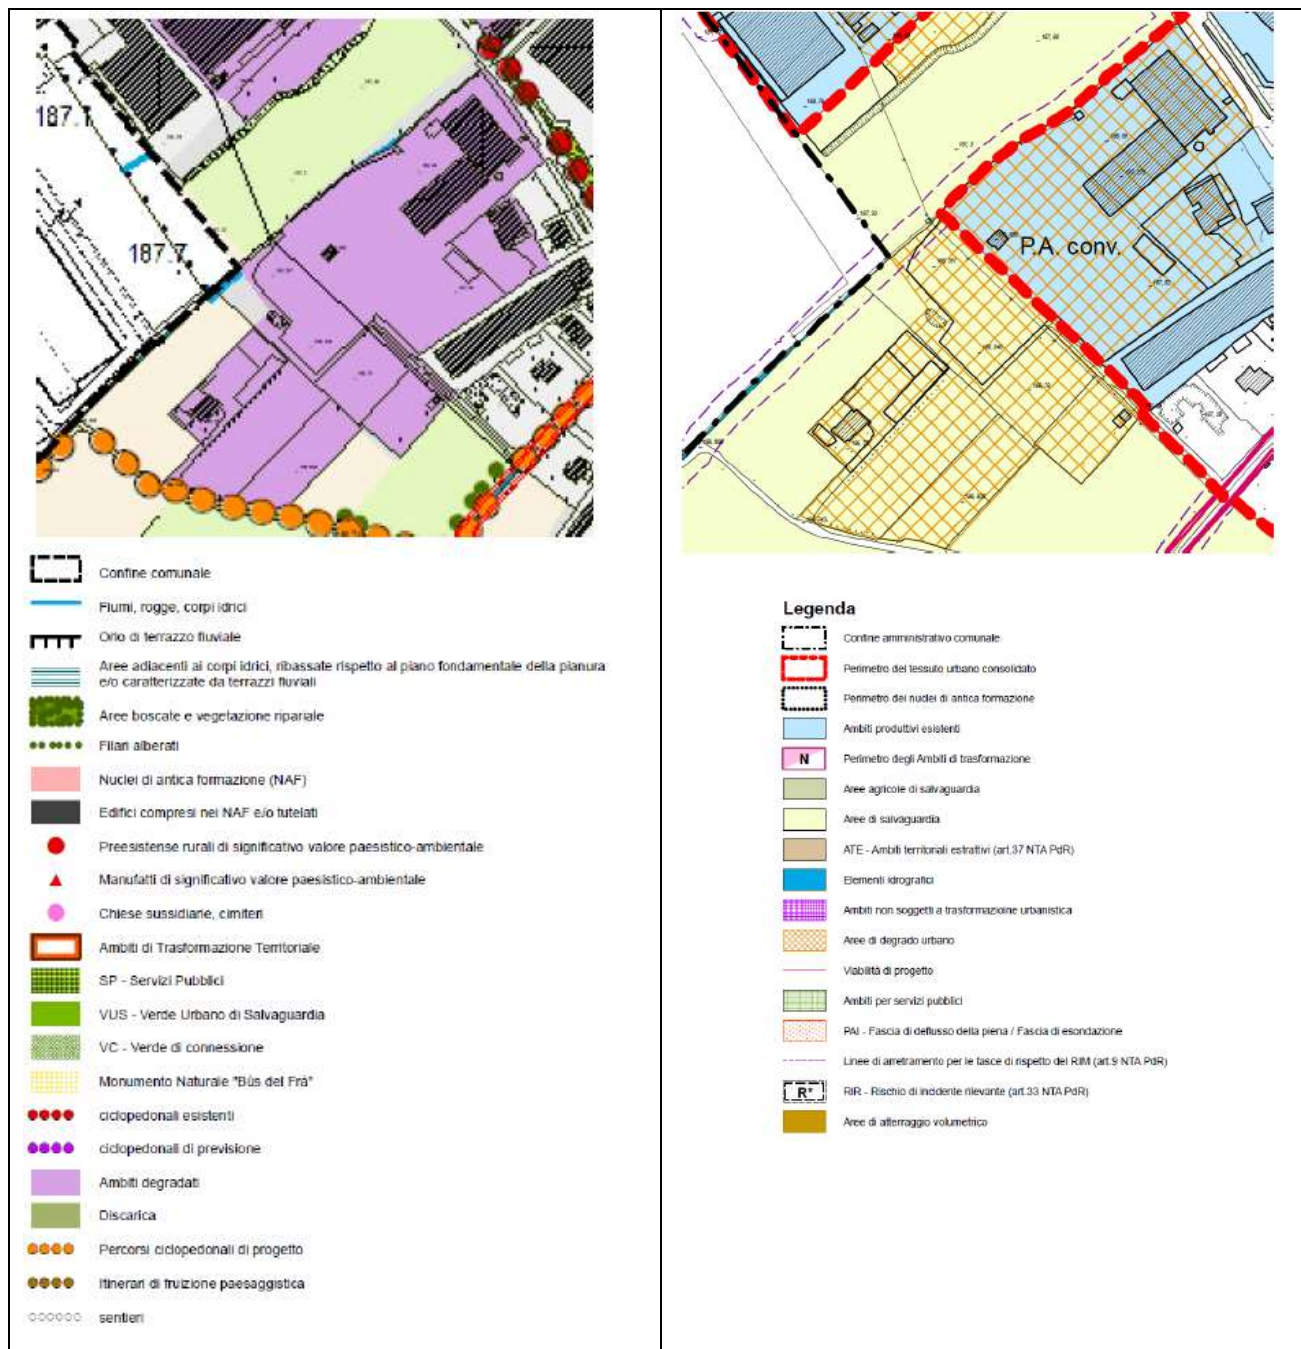 187.7
187.7
Confine comunale
Fiumi, rogge, corpi idrici
Orlo di terrazzo fluviale
Aree adiacenti ai corpi idrici, ribassate rispetto al piano fondamentale della pianura
e/o caratterizzate da terrazzi fluviali
Aree boscate e vegetazione ripariale
Filari alberati
Nuclei di antica formazione (NAF)
Edifici compresi nei NAF e/o tutelati
Preesistense rurali di significativo valore paesistico-ambientale
Manufatti di significativo valore paesistico-ambientale
Chiese sussidiarie, cimiteri
Ambiti di Trasformazione Territoriale
SP - Servizi Pubblici
VUS - Verde Urbano di Salvaguardia
VC - Verde di connessione
Monumento Naturale "Bùs del Frà"
ciclopedonali esistenti
ciclopedonali di previsione
Ambiti degradati
Discarica
Percorsi ciclopedonali di progetto
Itinerari di fruizione paesaggistica
sentieri
P.A. conv.
Legenda
Confine amministrativo comunale
Perimetro del tessuto urbano consolidato
Perimetro dei nuclei di antica formazione
Ambiti produttivi esistenti
N Perimetro degli Ambiti di trasformazione
Aree agricole di salvaguardia
Aree di salvaguardia
ATE - Ambiti territoriali estrattivi (art.37 NTA PdR)
Elementi idrografici
Ambiti non soggetti a trasformazioine urbanistica
Aree di degrado urbano
Viabilità di progetto
Ambiti per servizi pubblici
PAI - Fascia di deflusso della piena / Fascia di esondazione
Linee di arretramento per le fasce di rispetto del RIM (art.9 NTA PdR)
R* RIR - Rischio di incidente rilevante (art.33 NTA PdR)
Aree di atterraggio volumetrico